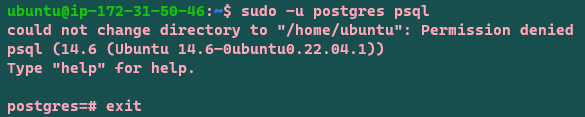 ubuntu@ip-172-31-50-46:~$ sudo -u postgres psql
could not change directory to "/home/ubuntu": Permission denied
psql (14.6 (Ubuntu 14.6-0ubuntu0.22.04.1))
Type "help" for help.
postgres=# exit